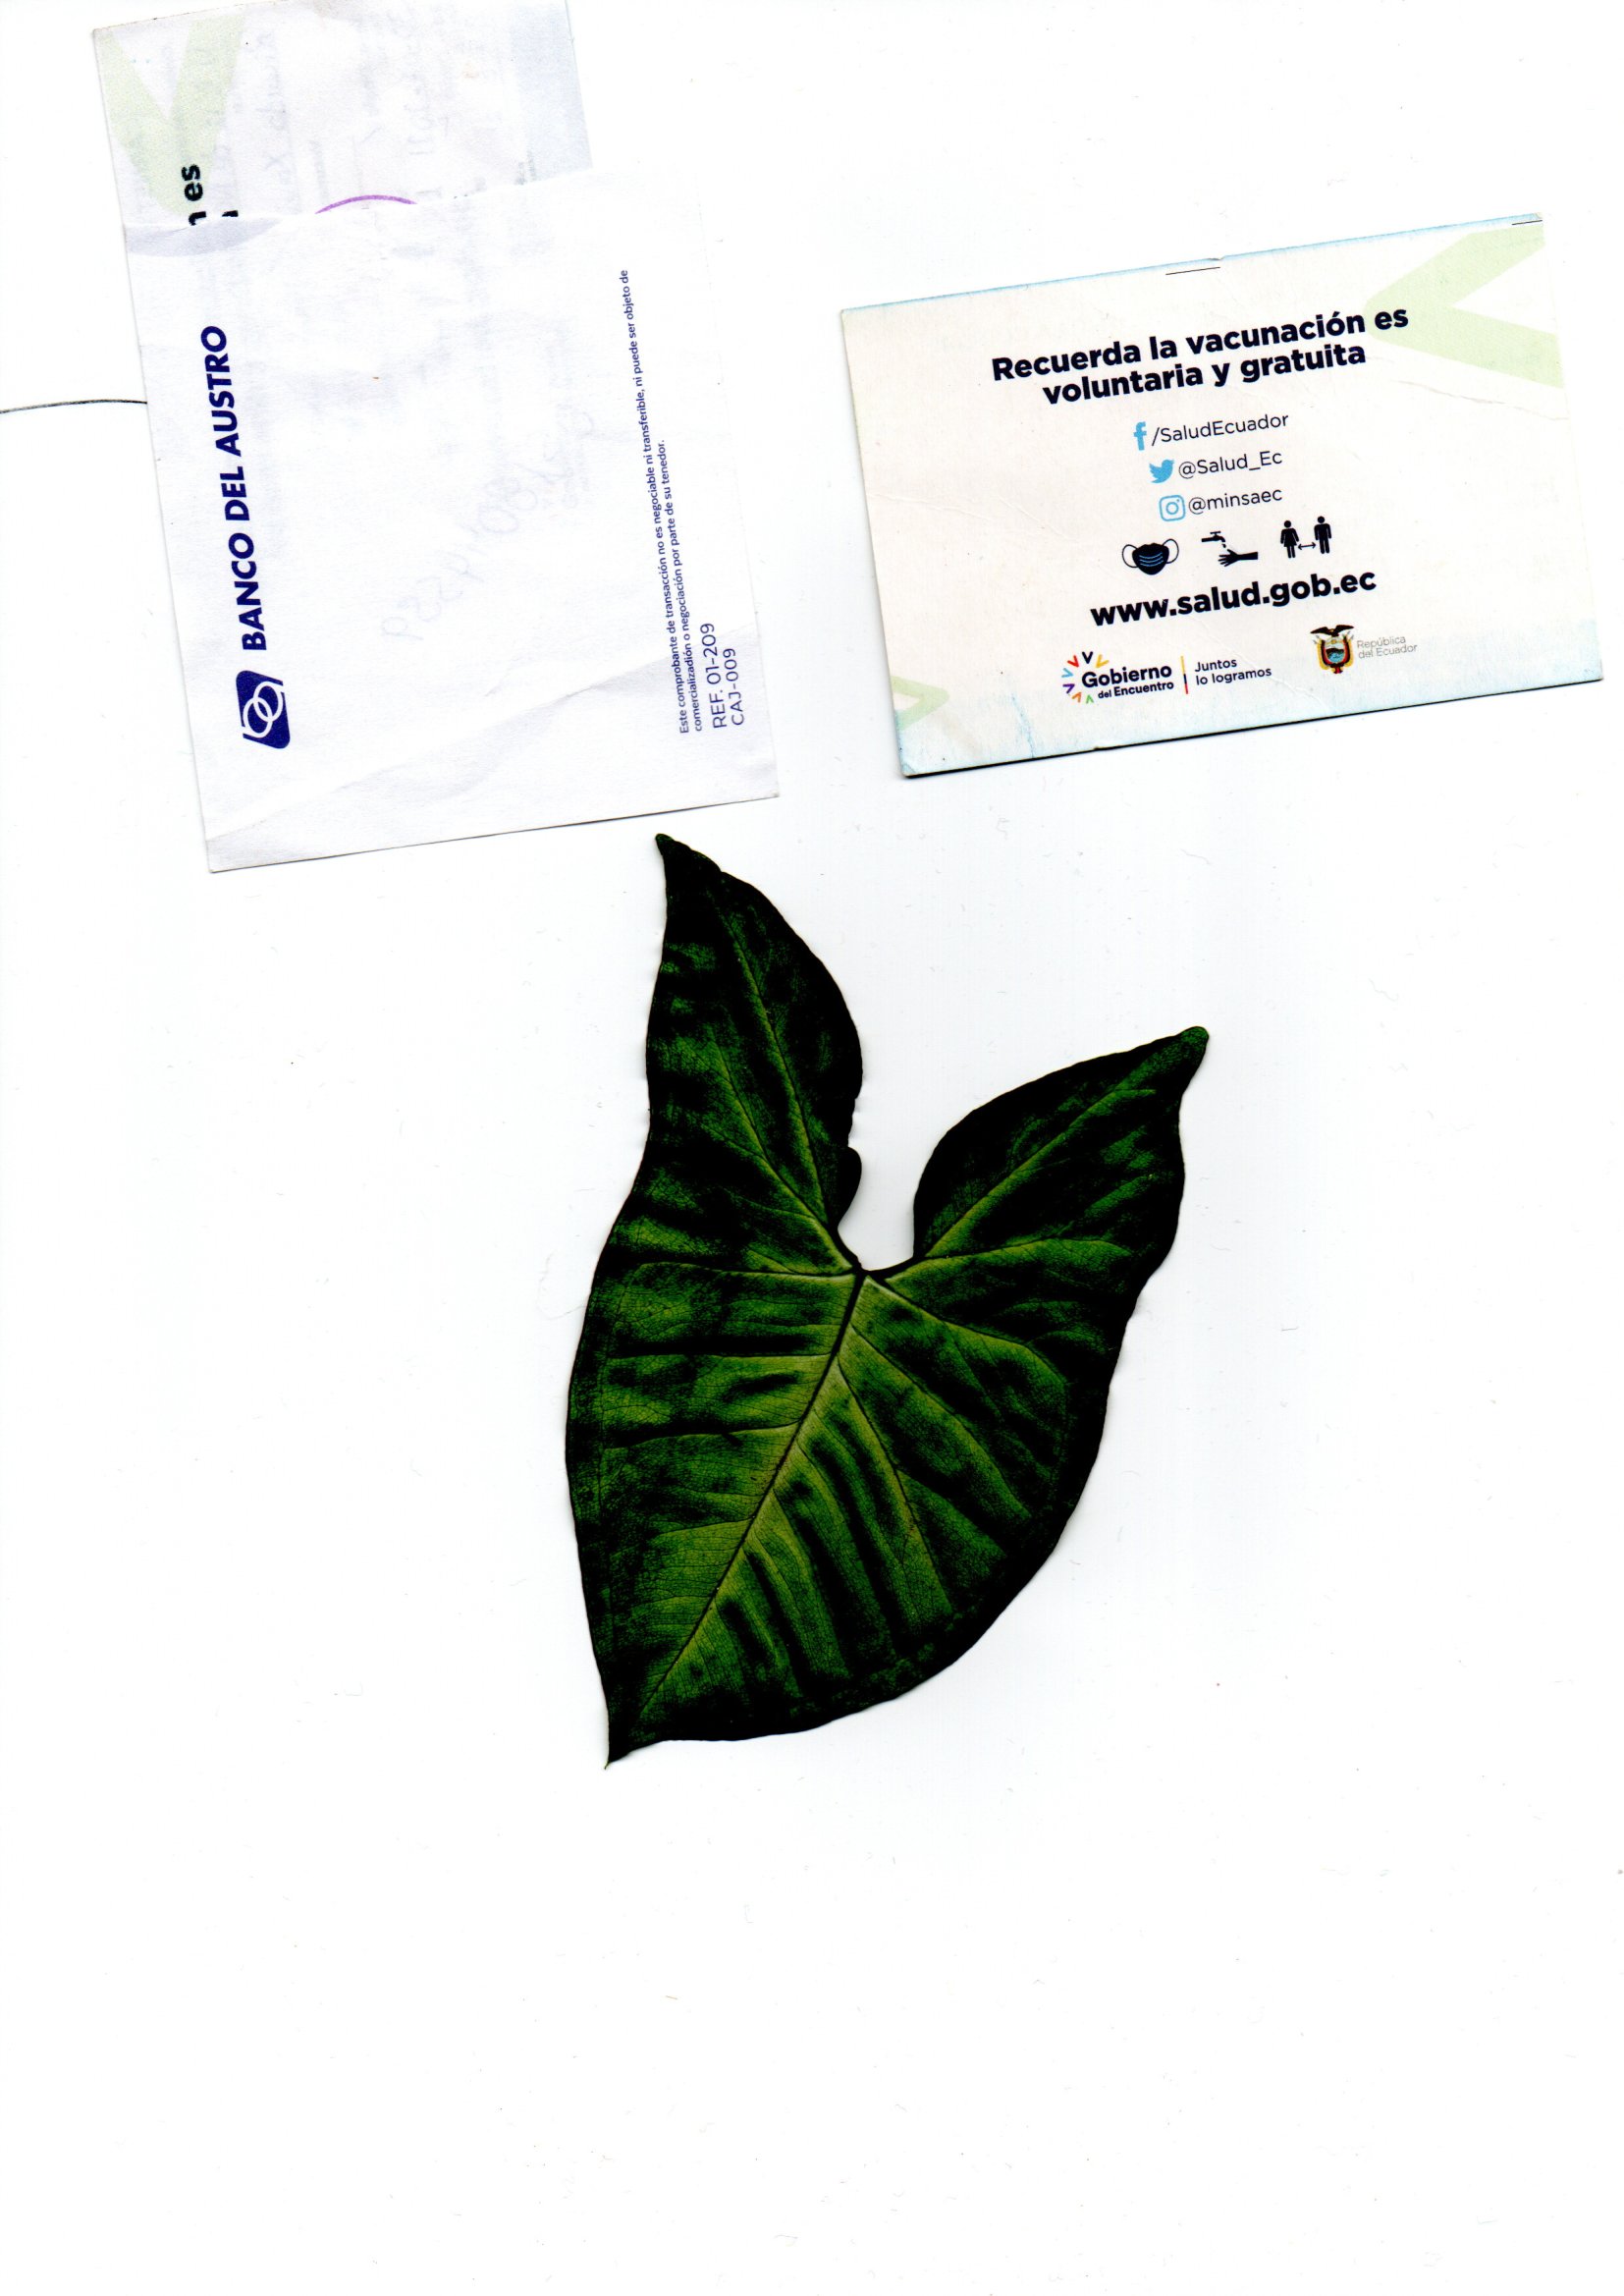 n es
BANCO DEL AUSTRO
Este comprobante de transacción no es negociable ni transferible, ni puede ser objeto de
comercialización o negociación por parte de su tenedor.
REF. 01-209
CAJ-009
Recuerda la vacunación es
voluntaria y gratuita
/SaludEcuador
@Salud_Ec
@minsaec
www.salud.gob.ec
Gobierno
del Encuentro
Juntos
lo logramos
República
del Ecuador